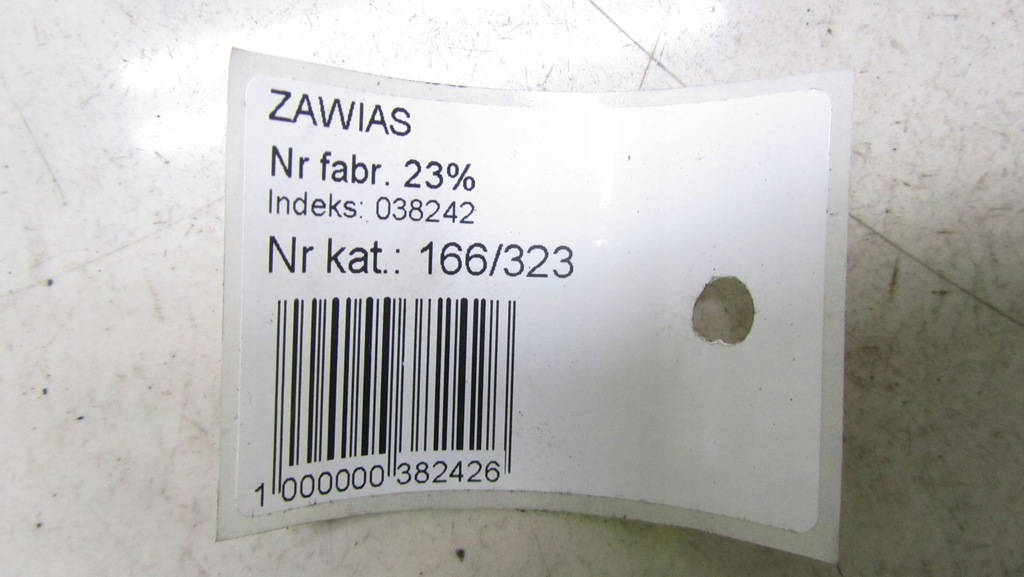 ZAWIAS
Nr fabr. 23%
Indeks: 038242
Nr kat.: 166/323
1 000000 382426